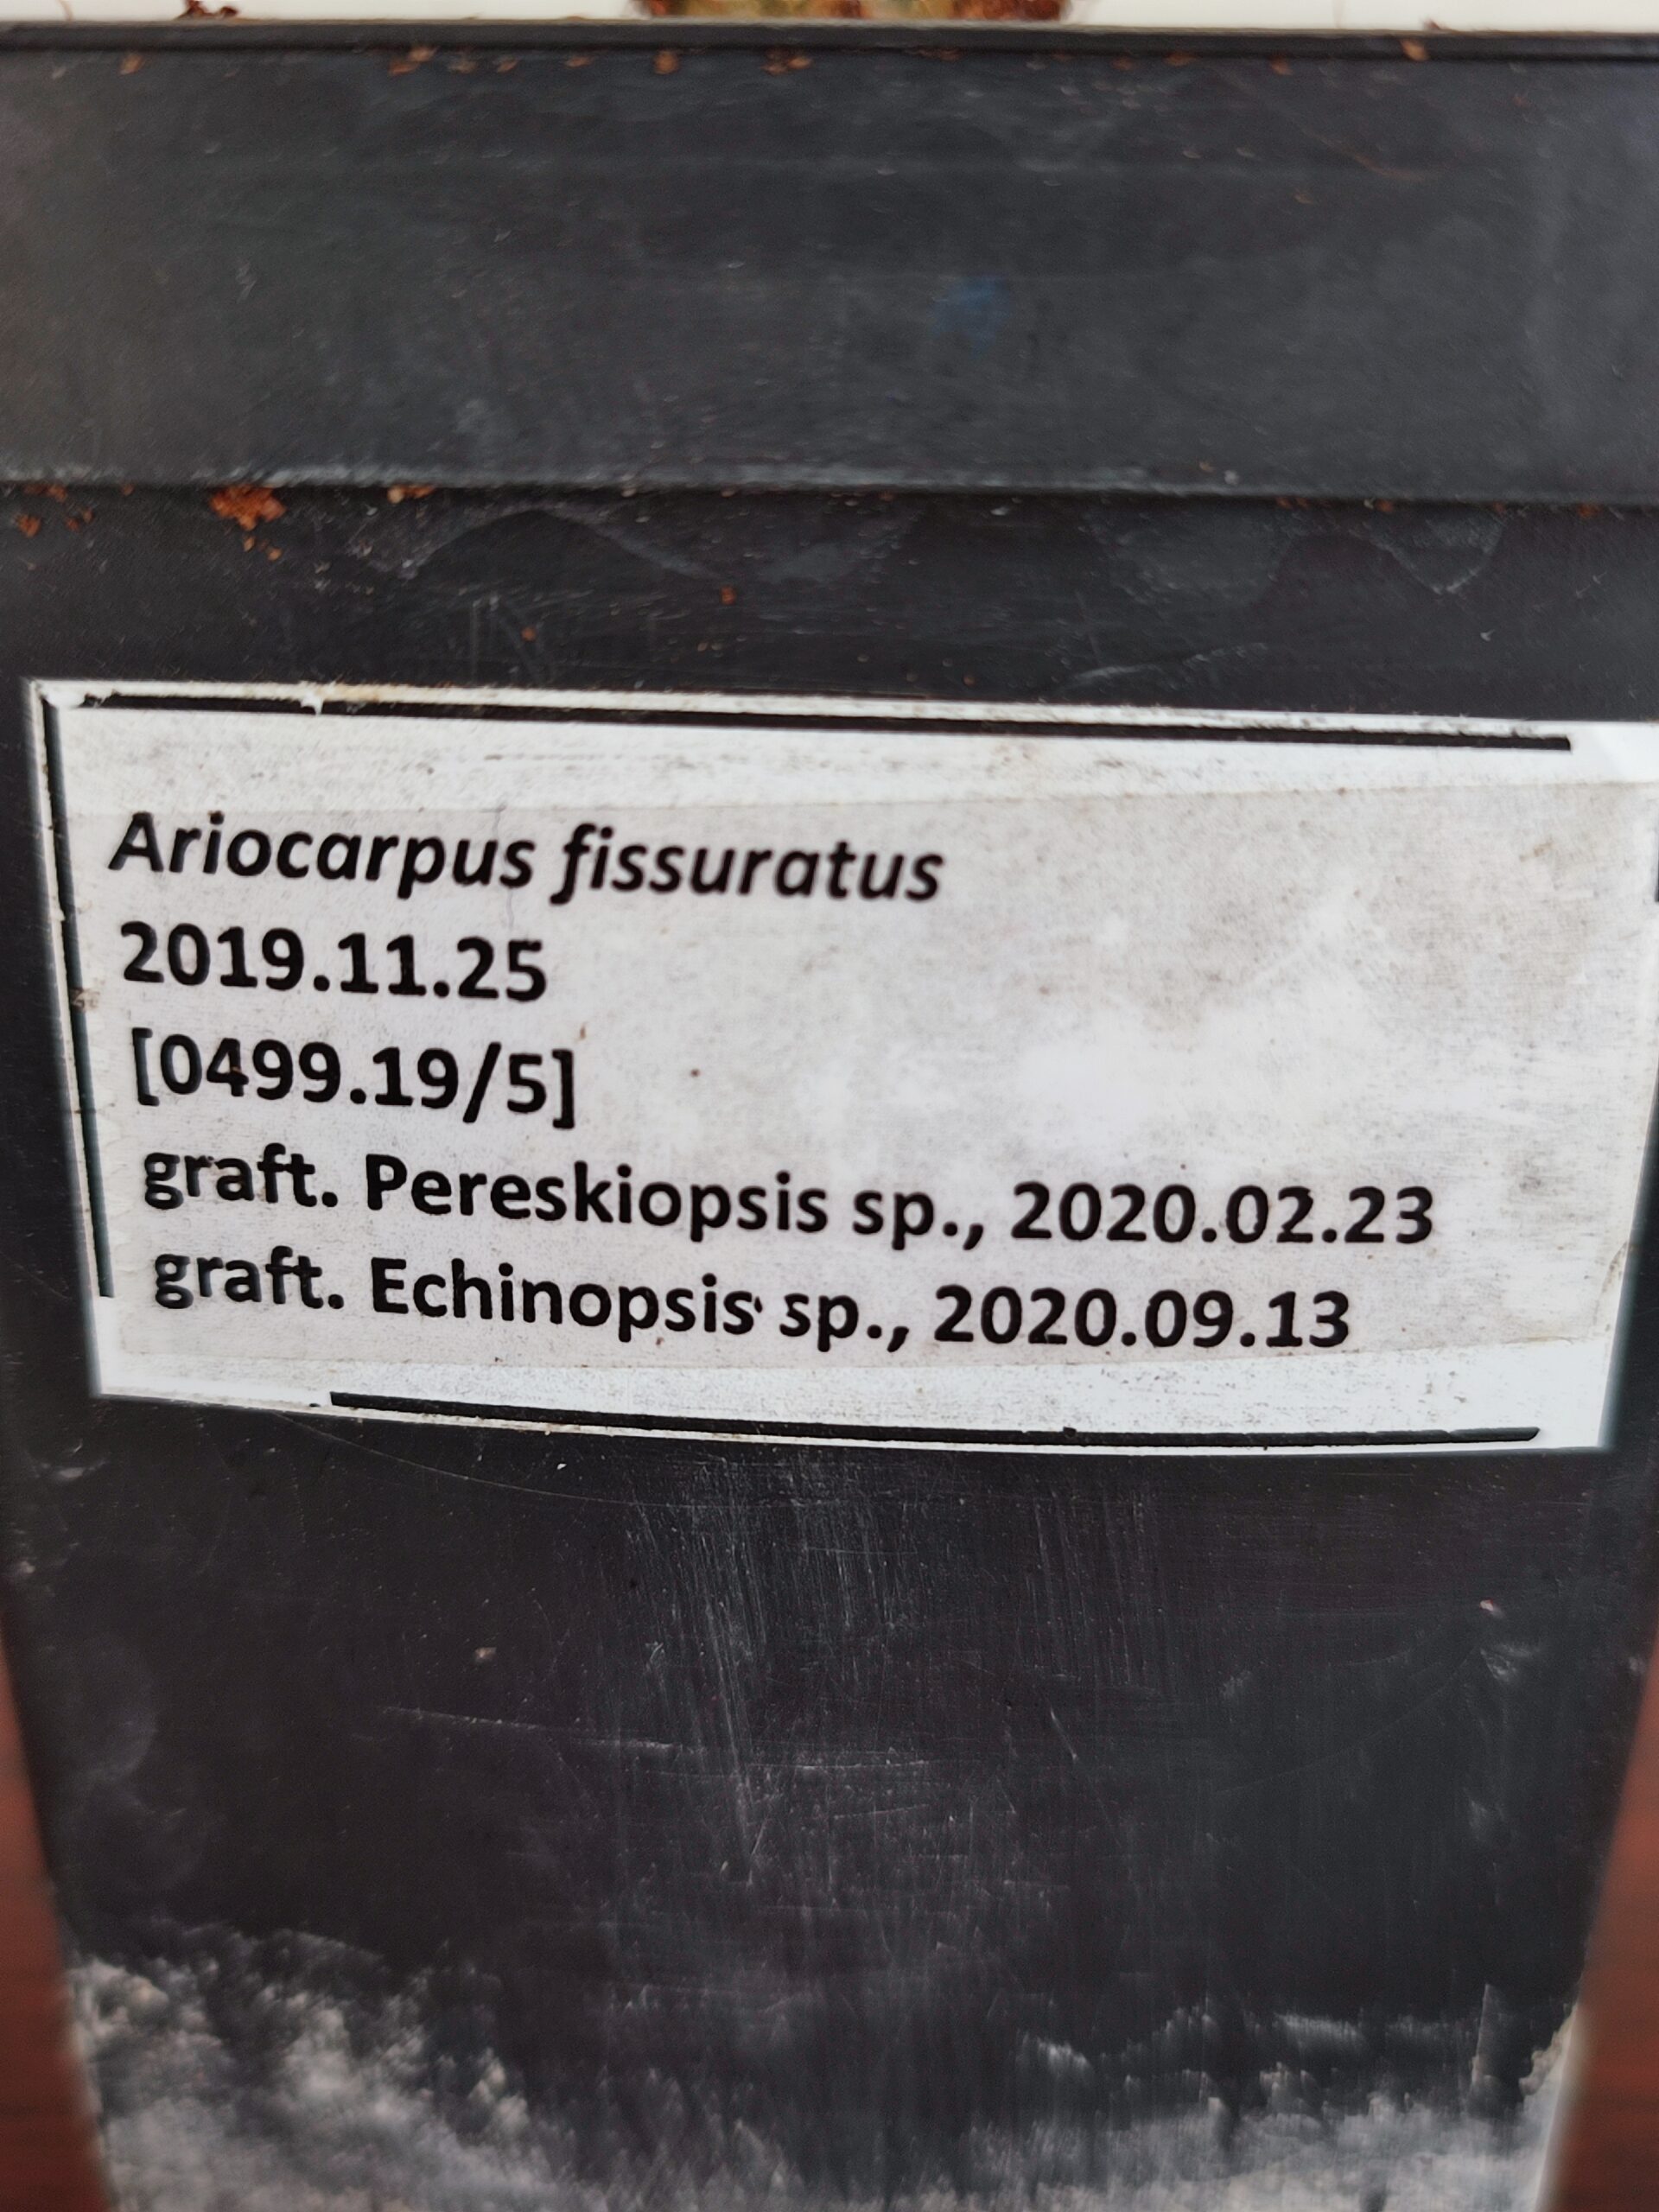 Ariocarpus fissuratus
2019.11.25
[0499.19/5]
graft. Pereskiopsis sp., 2020.02.23
graft. Echinopsis sp., 2020.09.13